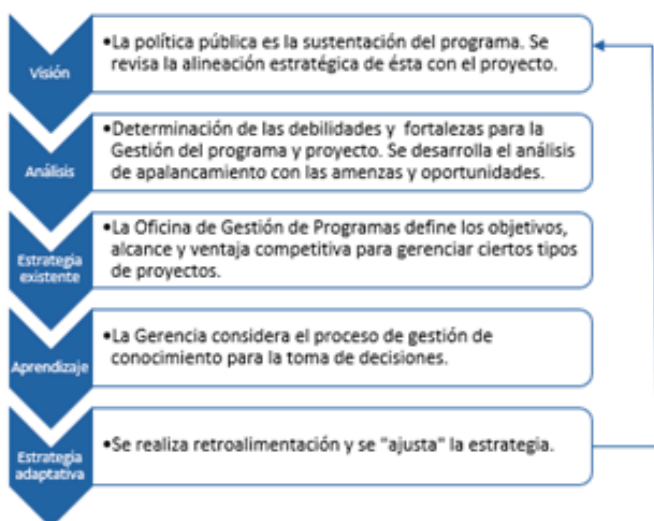 Visión
•La política pública es la sustentación del programa. Se
revisa la alineación estratégica de ésta con el proyecto.
Análisis
•Determinación de las debilidades y fortalezas para la
Gestión del programa y proyecto. Se desarrolla el análisis
de apalancamiento con las amenzas y oportunidades.
Estrategia
existente
•La Oficina de Gestión de Programas define los objetivos,
alcance y ventaja competitiva para gerenciar ciertos tipos
de proyectos.
Aprendizaje
•La Gerencia considera el proceso de gestión de
conocimiento para la toma de decisiones.
Estrategia
adaptativa
•Se realiza retroalimentación y se "ajusta" la estrategia.